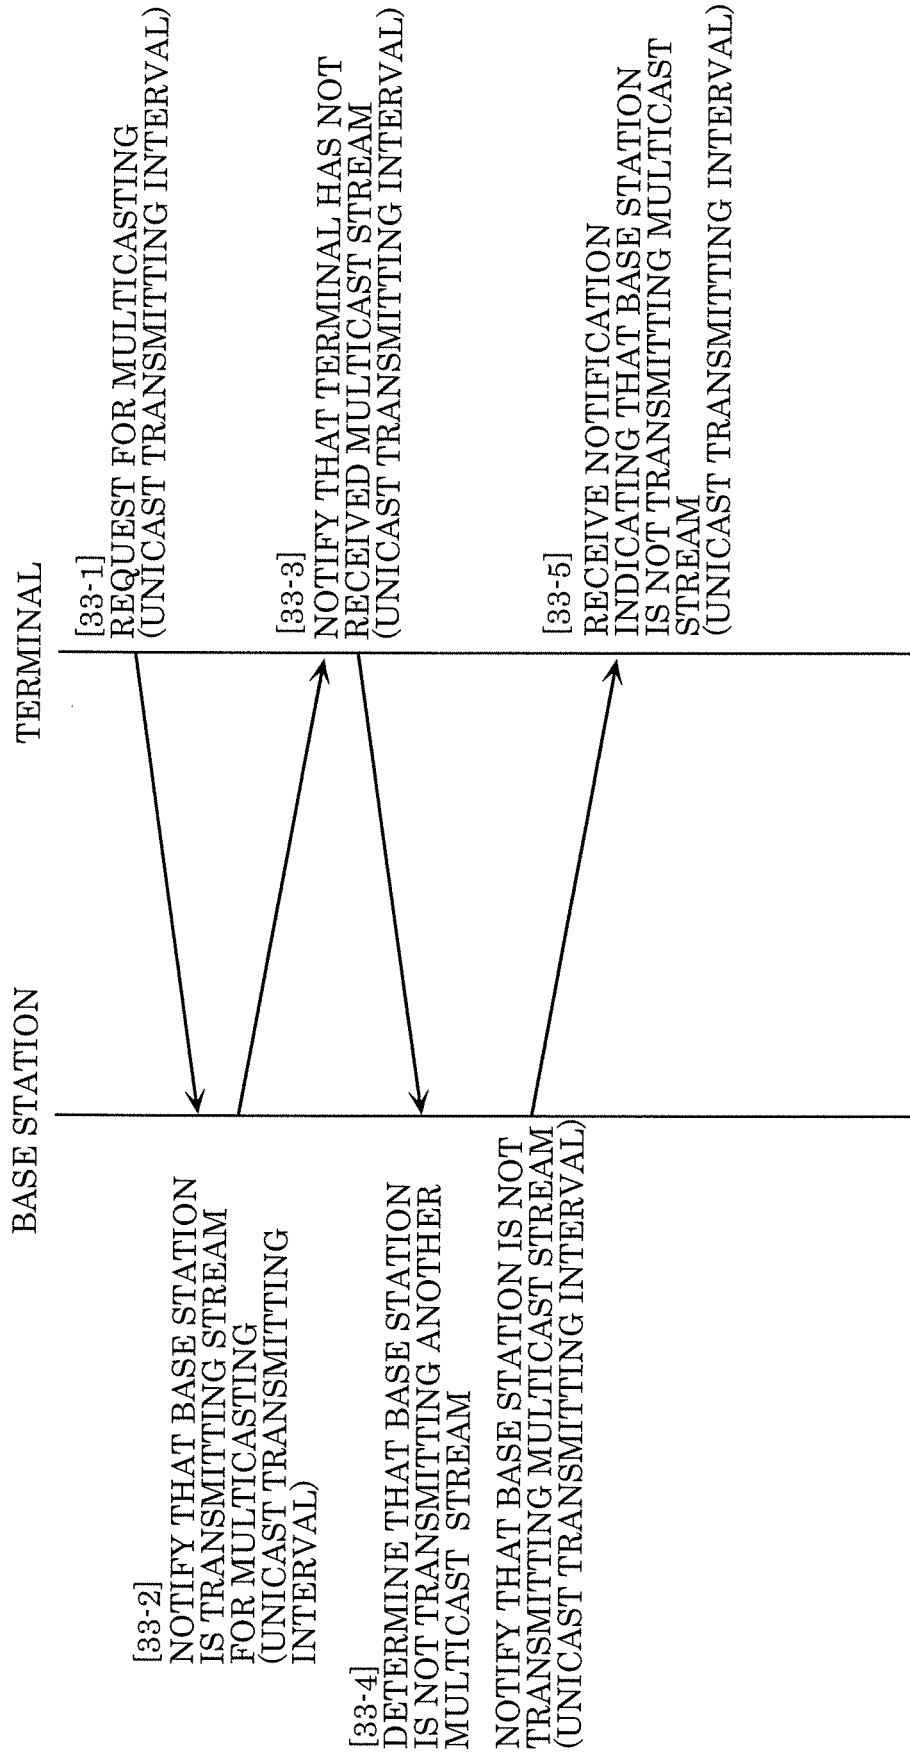 BASE STATION
TERMINAL
[33-1]
REQUEST FOR MULTICASTING
(UNICAST TRANSMITTING INTERVAL)
[33-2]
NOTIFY THAT BASE STATION
IS TRANSMITTING STREAM
FOR MULTICASTING
(UNICAST TRANSMITTING
INTERVAL)
[33-3]
NOTIFY THAT TERMINAL HAS NOT
RECEIVED MULTICAST STREAM
(UNICAST TRANSMITTING INTERVAL)
[33-4]
DETERMINE THAT BASE STATION
IS NOT TRANSMITTING ANOTHER
MULTICAST STREAM
NOTIFY THAT BASE STATION IS NOT
TRANSMITTING MULTICAST STREAM
(UNICAST TRANSMITTING INTERVAL)
[33-5]
RECEIVE NOTIFICATION
INDICATING THAT BASE STATION
IS NOT TRANSMITTING MULTICAST
STREAM
(UNICAST TRANSMITTING INTERVAL)